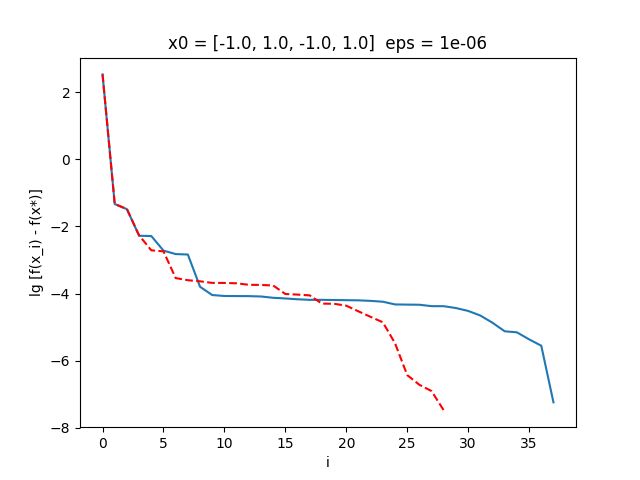 x0 = [-1.0, 1.0, -1.0, 1.0]  eps = 1e-06
lg [f(x_i) - f(x*)]
2
0
−2
−4
−6
−8
0 5 10 15 20 25 30 35
i